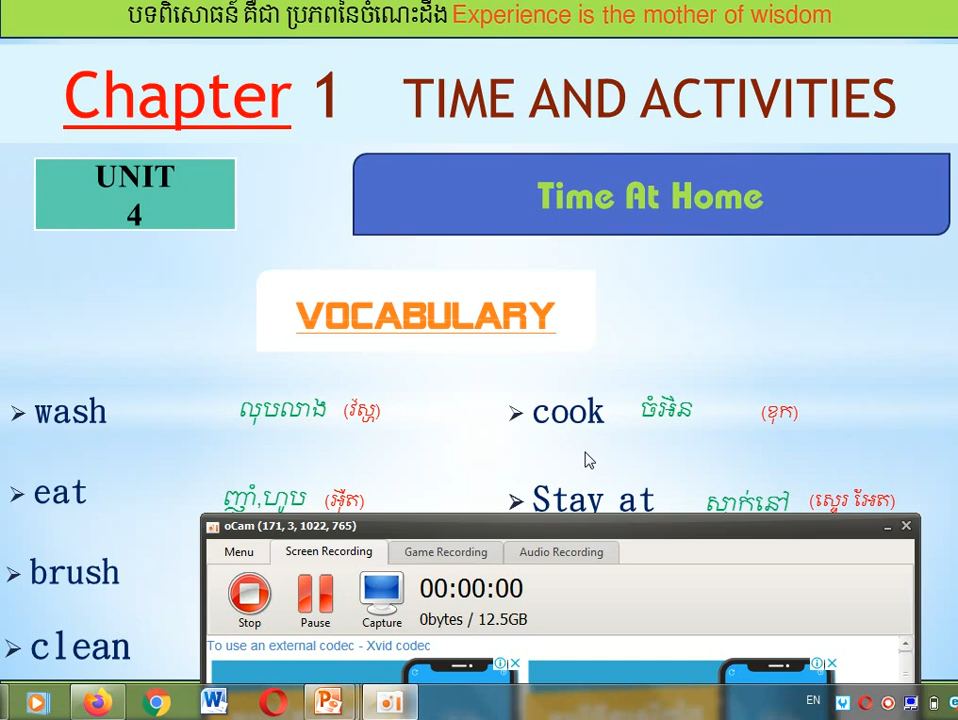 បទពិសោធន៍ គឺជា ប្រភពនៃចំណេះដឹង Experience is the mother of wisdom
Chapter 1 TIME AND ACTIVITIES
UNIT
4
Time At Home
VOCABULARY
➢ wash លុបលាង (វ៉ស្ហ)
➢ cook ចំអិន (ខុក)
➢ eat ញ៉ាំ,ហូប (អ៊ីត)
➢ Stay at សាក់នៅ (ស្ទេរ អែត)
➢ brush
➢ clean
oCam (171, 3, 1022, 765)
Menu Screen Recording Game Recording Audio Recording
00:00:00
0bytes / 12.5GB
Stop Pause Capture
To use an external codec - Xvid codec
EN